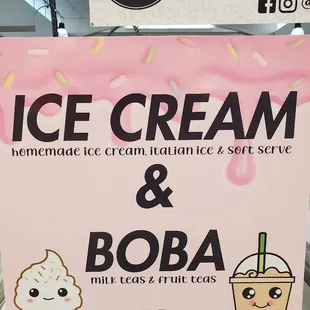 ICE CREAM
homemade ice cream, italian ice & soft serve
&
BOBA
milk teas & fruit teas